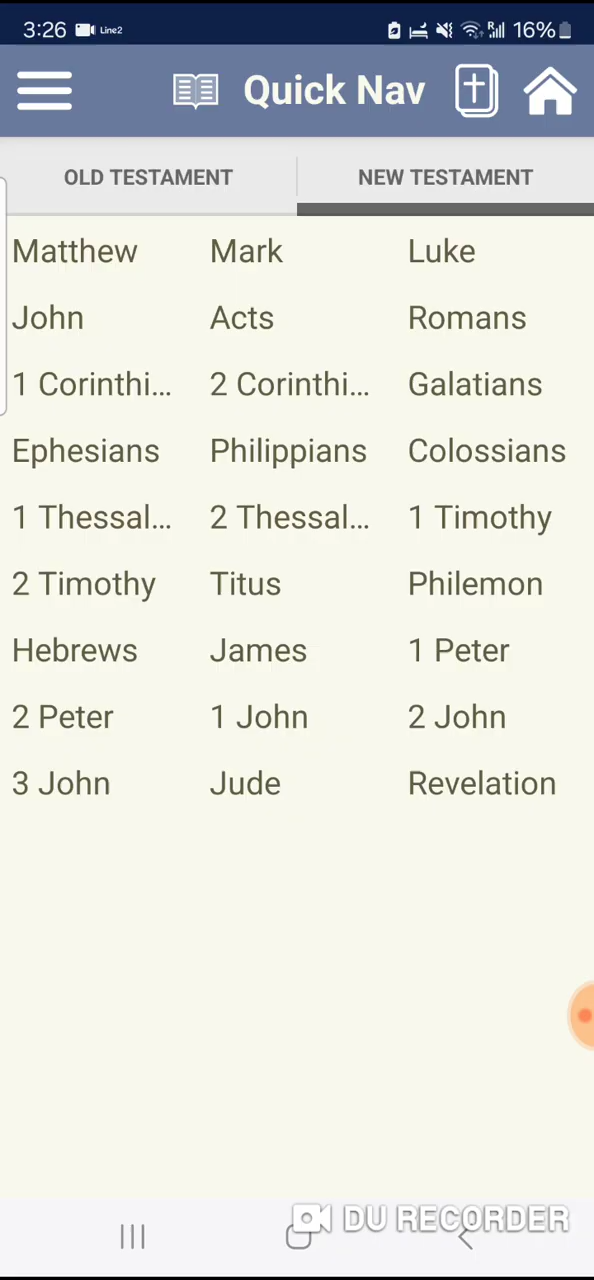 3:26 Line2 16%
Quick Nav
OLD TESTAMENT NEW TESTAMENT
Matthew Mark Luke
John Acts Romans
1 Corinthi... 2 Corinthi... Galatians
Ephesians Philippians Colossians
1 Thessal... 2 Thessal... 1 Timothy
2 Timothy Titus Philemon
Hebrews James 1 Peter
2 Peter 1 John 2 John
3 John Jude Revelation
DU RECORDER